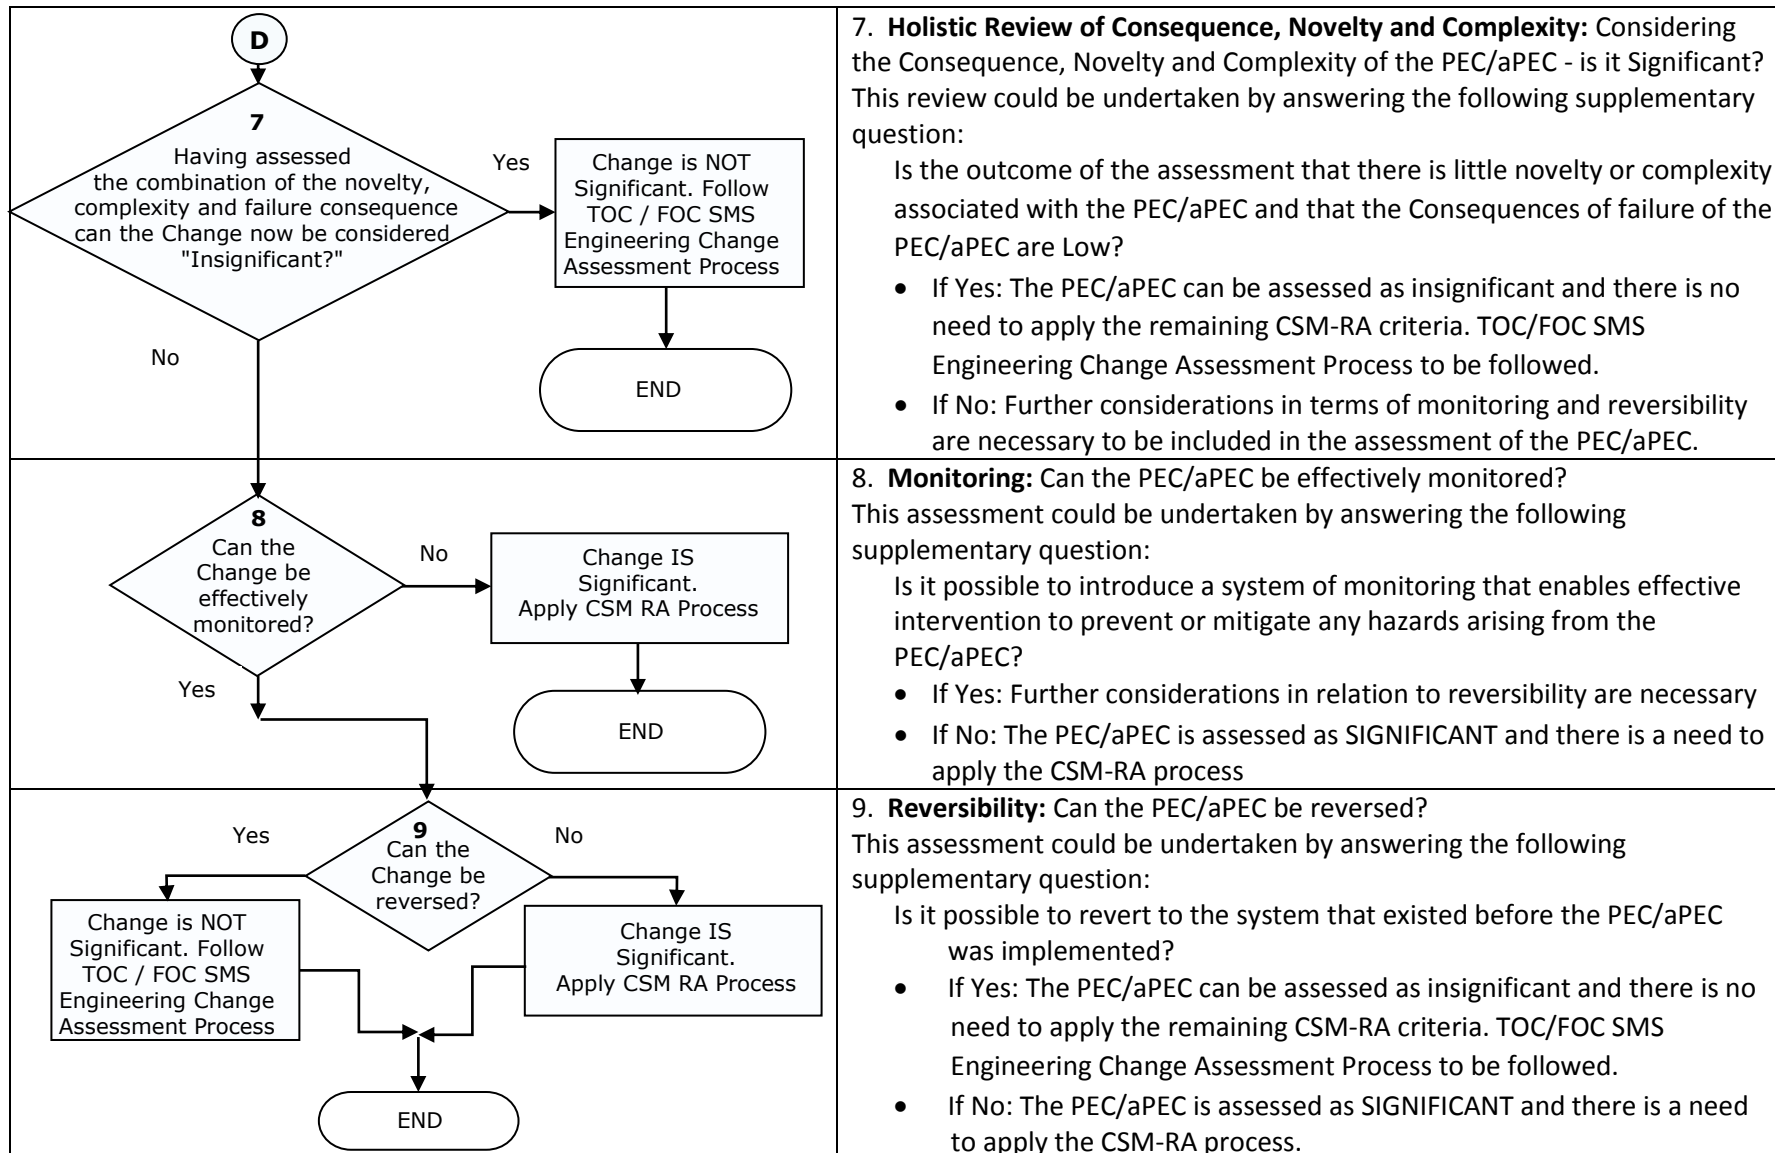 D
7
Having assessed
the combination of the novelty,
complexity and failure consequence
can the Change now be considered
"Insignificant?"
Yes
Change is NOT
Significant. Follow
TOC / FOC SMS
Engineering Change
Assessment Process
No
END
7. Holistic Review of Consequence, Novelty and Complexity: Considering
the Consequence, Novelty and Complexity of the PEC/aPEC - is it Significant?
This review could be undertaken by answering the following supplementary
question:
Is the outcome of the assessment that there is little novelty or complexity
associated with the PEC/aPEC and that the Consequences of failure of the
PEC/aPEC are Low?
• If Yes: The PEC/aPEC can be assessed as insignificant and there is no
need to apply the remaining CSM-RA criteria. TOC/FOC SMS
Engineering Change Assessment Process to be followed.
• If No: Further considerations in terms of monitoring and reversibility
are necessary to be included in the assessment of the PEC/aPEC.
8
Can the
Change be
effectively
monitored?
No
Change IS
Significant.
Apply CSM RA Process
Yes
END
8. Monitoring: Can the PEC/aPEC be effectively monitored?
This assessment could be undertaken by answering the following
supplementary question:
Is it possible to introduce a system of monitoring that enables effective
intervention to prevent or mitigate any hazards arising from the
PEC/aPEC?
• If Yes: Further considerations in relation to reversibility are necessary
• If No: The PEC/aPEC is assessed as SIGNIFICANT and there is a need to
apply the CSM-RA process
Yes
9
Can the
Change be
reversed?
No
Change is NOT
Significant. Follow
TOC / FOC SMS
Engineering Change
Assessment Process
Change IS
Significant.
Apply CSM RA Process
END
9. Reversibility: Can the PEC/aPEC be reversed?
This assessment could be undertaken by answering the following
supplementary question:
Is it possible to revert to the system that existed before the PEC/aPEC
was implemented?
• If Yes: The PEC/aPEC can be assessed as insignificant and there is no
need to apply the remaining CSM-RA criteria. TOC/FOC SMS
Engineering Change Assessment Process to be followed.
• If No: The PEC/aPEC is assessed as SIGNIFICANT and there is a need
to apply the CSM-RA process.